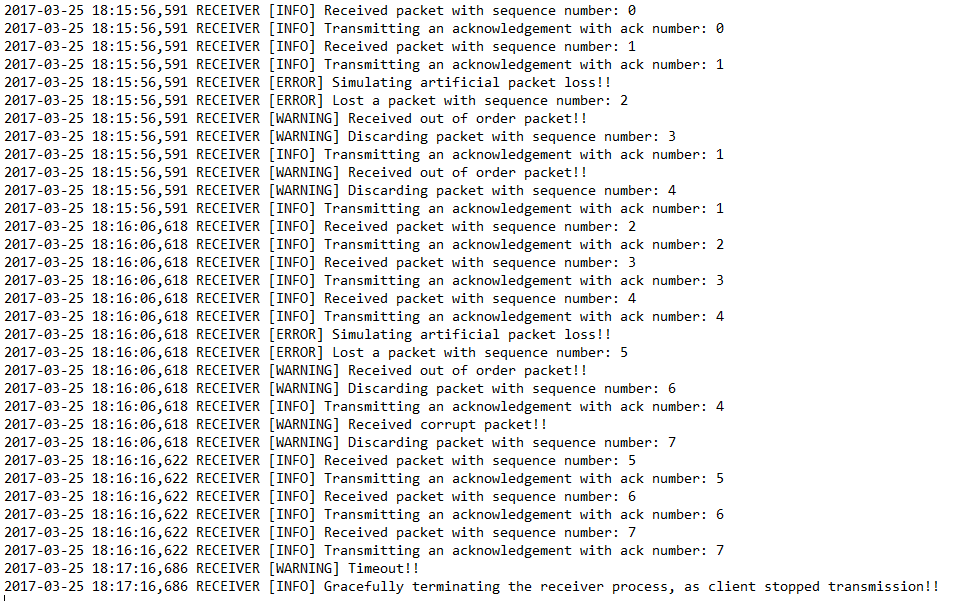 2017-03-25 18:15:56,591 RECEIVER [INFO] Received packet with sequence number: 0
2017-03-25 18:15:56,591 RECEIVER [INFO] Transmitting an acknowledgement with ack number: 0
2017-03-25 18:15:56,591 RECEIVER [INFO] Received packet with sequence number: 1
2017-03-25 18:15:56,591 RECEIVER [INFO] Transmitting an acknowledgement with ack number: 1
2017-03-25 18:15:56,591 RECEIVER [ERROR] Simulating artificial packet loss!!
2017-03-25 18:15:56,591 RECEIVER [ERROR] Lost a packet with sequence number: 2
2017-03-25 18:15:56,591 RECEIVER [WARNING] Received out of order packet!!
2017-03-25 18:15:56,591 RECEIVER [WARNING] Discarding packet with sequence number: 3
2017-03-25 18:15:56,591 RECEIVER [INFO] Transmitting an acknowledgement with ack number: 1
2017-03-25 18:15:56,591 RECEIVER [WARNING] Received out of order packet!!
2017-03-25 18:15:56,591 RECEIVER [WARNING] Discarding packet with sequence number: 4
2017-03-25 18:15:56,591 RECEIVER [INFO] Transmitting an acknowledgement with ack number: 1
2017-03-25 18:16:06,618 RECEIVER [INFO] Received packet with sequence number: 2
2017-03-25 18:16:06,618 RECEIVER [INFO] Transmitting an acknowledgement with ack number: 2
2017-03-25 18:16:06,618 RECEIVER [INFO] Received packet with sequence number: 3
2017-03-25 18:16:06,618 RECEIVER [INFO] Transmitting an acknowledgement with ack number: 3
2017-03-25 18:16:06,618 RECEIVER [INFO] Received packet with sequence number: 4
2017-03-25 18:16:06,618 RECEIVER [INFO] Transmitting an acknowledgement with ack number: 4
2017-03-25 18:16:06,618 RECEIVER [ERROR] Simulating artificial packet loss!!
2017-03-25 18:16:06,618 RECEIVER [ERROR] Lost a packet with sequence number: 5
2017-03-25 18:16:06,618 RECEIVER [WARNING] Received out of order packet!!
2017-03-25 18:16:06,618 RECEIVER [WARNING] Discarding packet with sequence number: 6
2017-03-25 18:16:06,618 RECEIVER [INFO] Transmitting an acknowledgement with ack number: 4
2017-03-25 18:16:06,618 RECEIVER [WARNING] Received corrupt packet!!
2017-03-25 18:16:06,618 RECEIVER [WARNING] Discarding packet with sequence number: 7
2017-03-25 18:16:16,622 RECEIVER [INFO] Received packet with sequence number: 5
2017-03-25 18:16:16,622 RECEIVER [INFO] Transmitting an acknowledgement with ack number: 5
2017-03-25 18:16:16,622 RECEIVER [INFO] Received packet with sequence number: 6
2017-03-25 18:16:16,622 RECEIVER [INFO] Transmitting an acknowledgement with ack number: 6
2017-03-25 18:16:16,622 RECEIVER [INFO] Received packet with sequence number: 7
2017-03-25 18:16:16,622 RECEIVER [INFO] Transmitting an acknowledgement with ack number: 7
2017-03-25 18:17:16,686 RECEIVER [WARNING] Timeout!!
2017-03-25 18:17:16,686 RECEIVER [INFO] Gracefully terminating the receiver process, as client stopped transmission!!